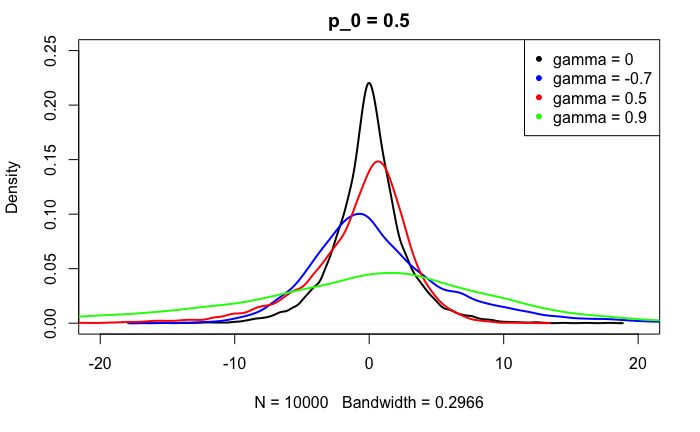 p_0 = 0.5
gamma = 0
gamma = -0.7
gamma = 0.5
gamma = 0.9
Density
0.25
0.20
0.15
0.10
0.05
0.00
-20 -10 0 10 20
N = 10000 Bandwidth = 0.2966